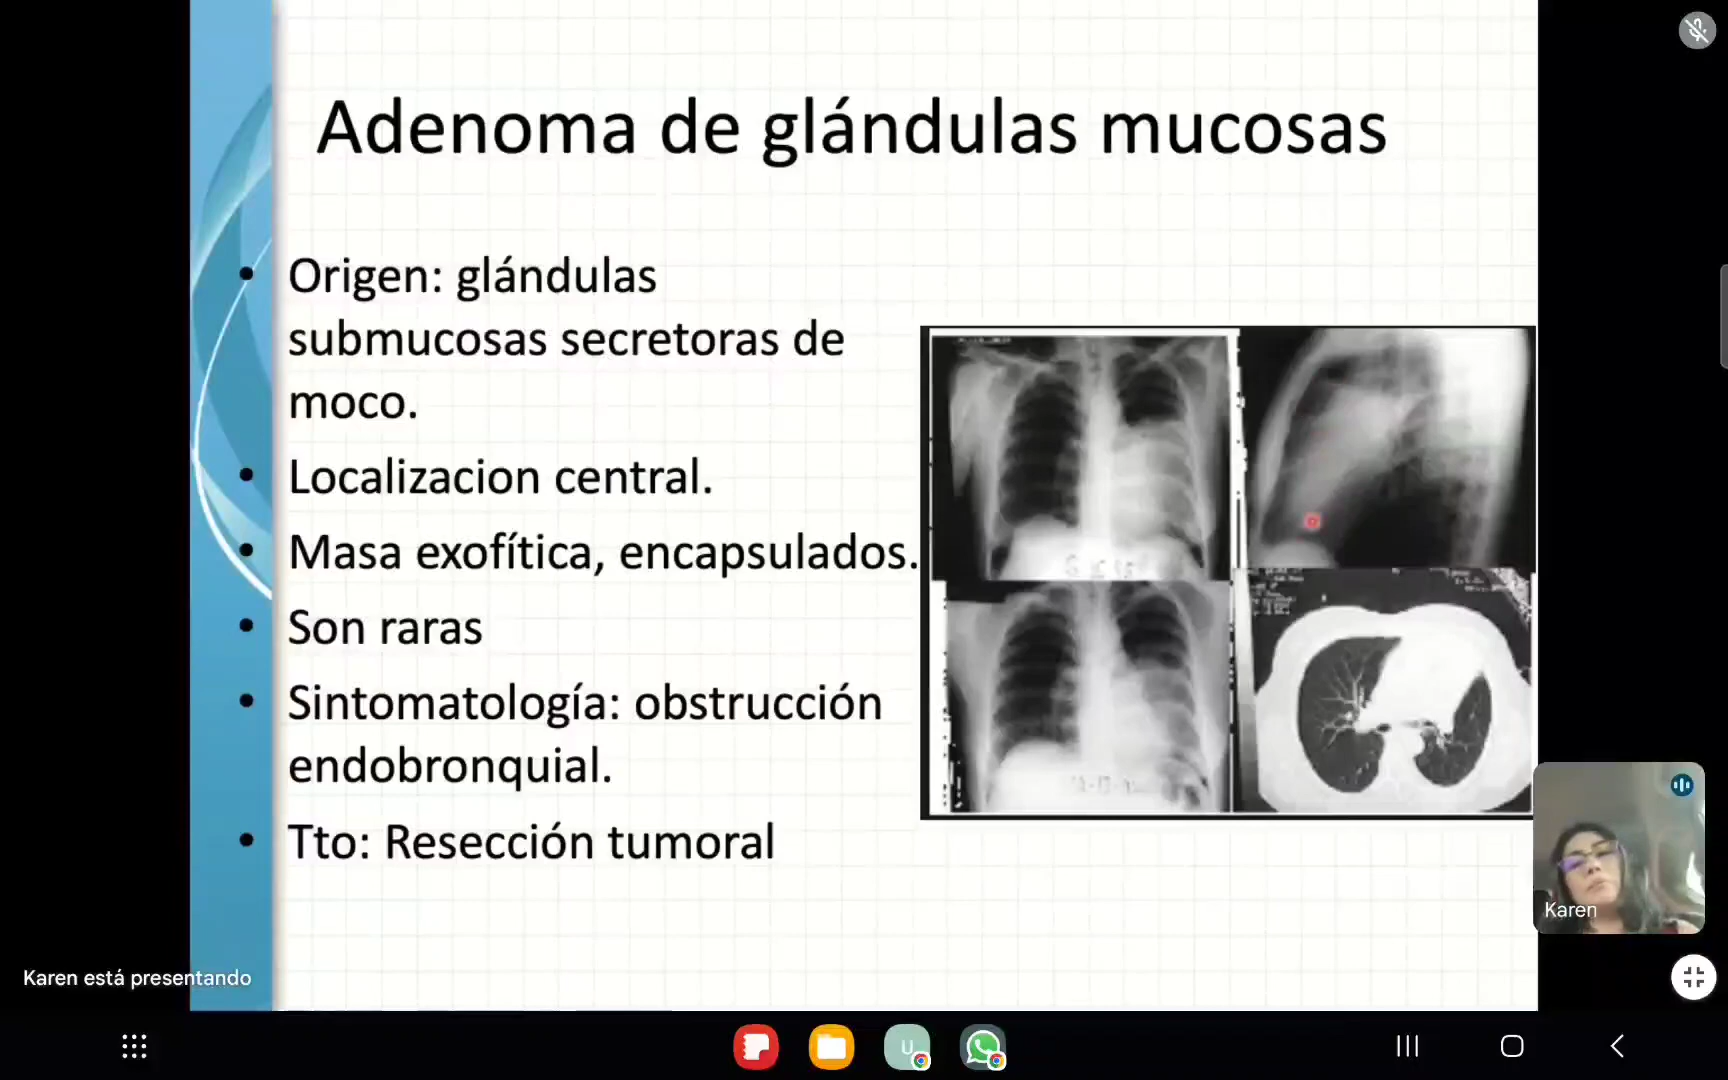 Adenoma de glándulas mucosas
• Origen: glándulas
submucosas secretoras de
moco.
• Localizacion central.
• Masa exofítica, encapsulados.
• Son raras
• Sintomatología: obstrucción
endobronquial.
• Tto: Resección tumoral
Karen
Karen está presentando
U